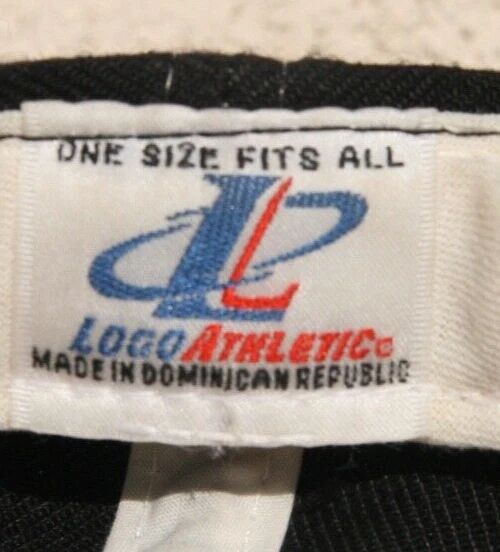 ONE SIZE FITS ALL
LOGO ATHLETIC
MADE IN DOMINICAN REPUBLIC